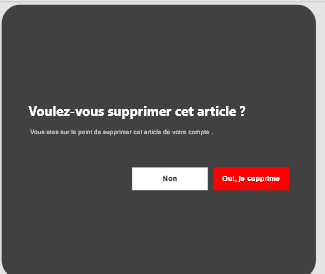 Voulez-vous supprimer cet article ?
Vous etes sur le point de supprimer cet article de votre compte .
Non
Oui, je supprime